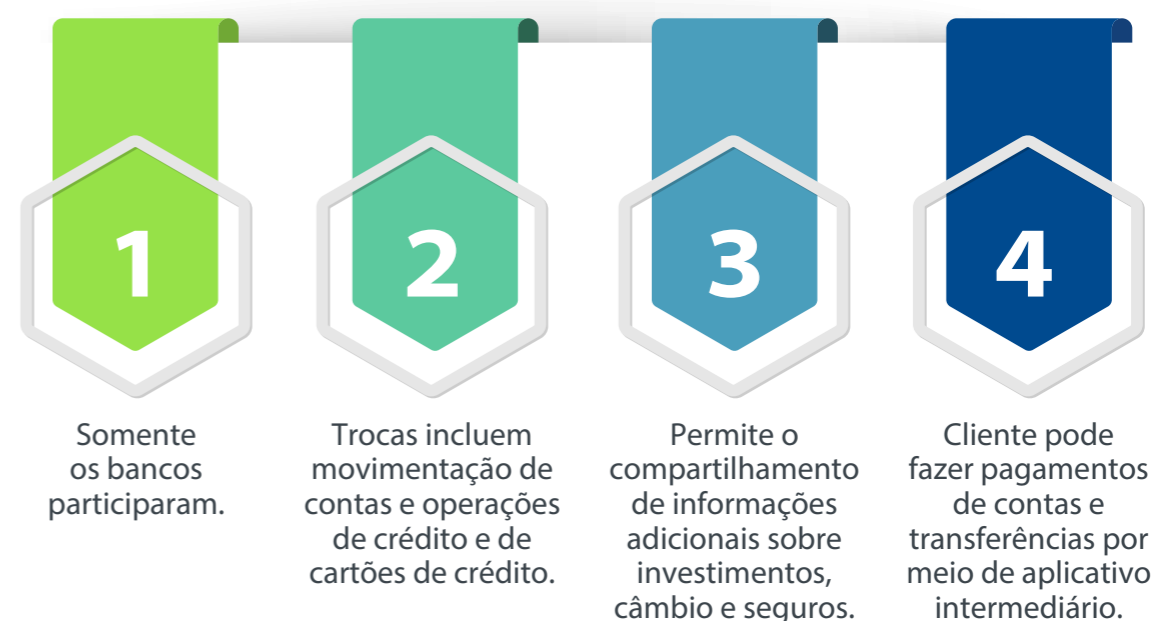 1
Somente
os bancos
participaram.
2
Trocas incluem
movimentação de
contas e operações
de crédito e de
cartões de crédito.
3
Permite o
compartilhamento
de informações
adicionais sobre
investimentos,
câmbio e seguros.
4
Cliente pode
fazer pagamentos
de contas e
transferências por
meio de aplicativo
intermediário.